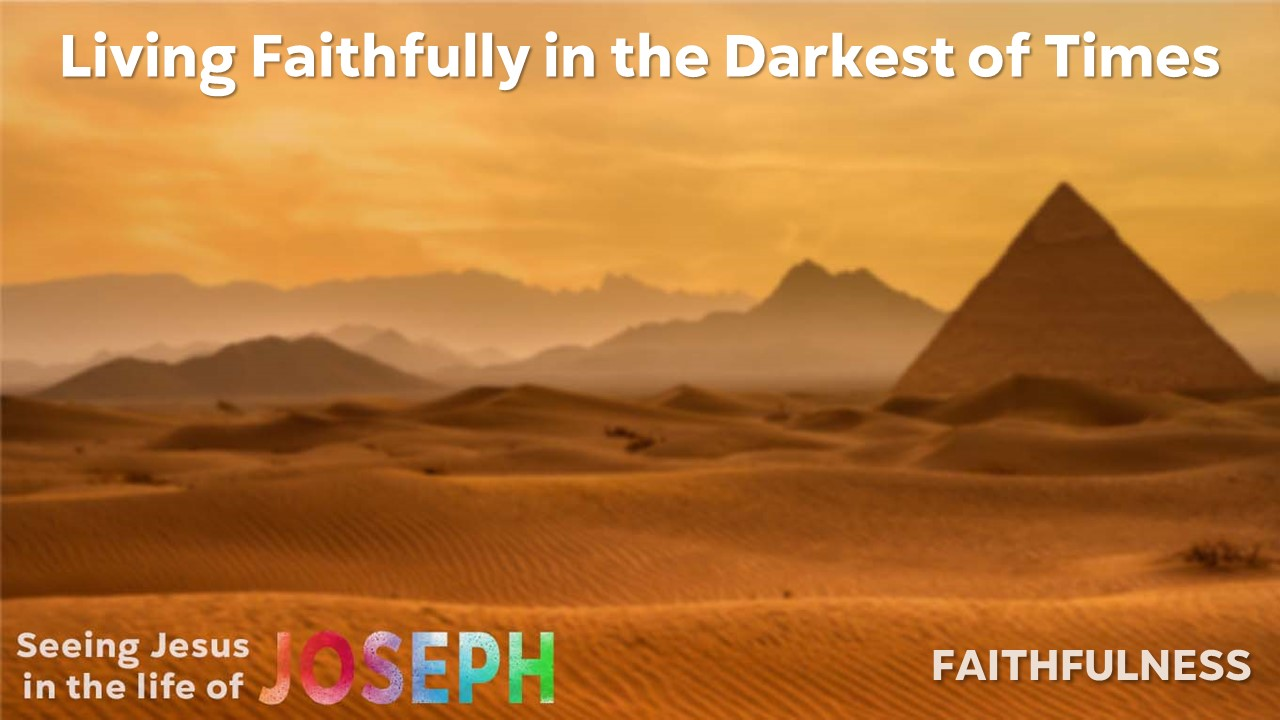 Living Faithfully in the Darkest of Times
Seeing Jesus
in the life of JOSEPH
FAITHFULNESS